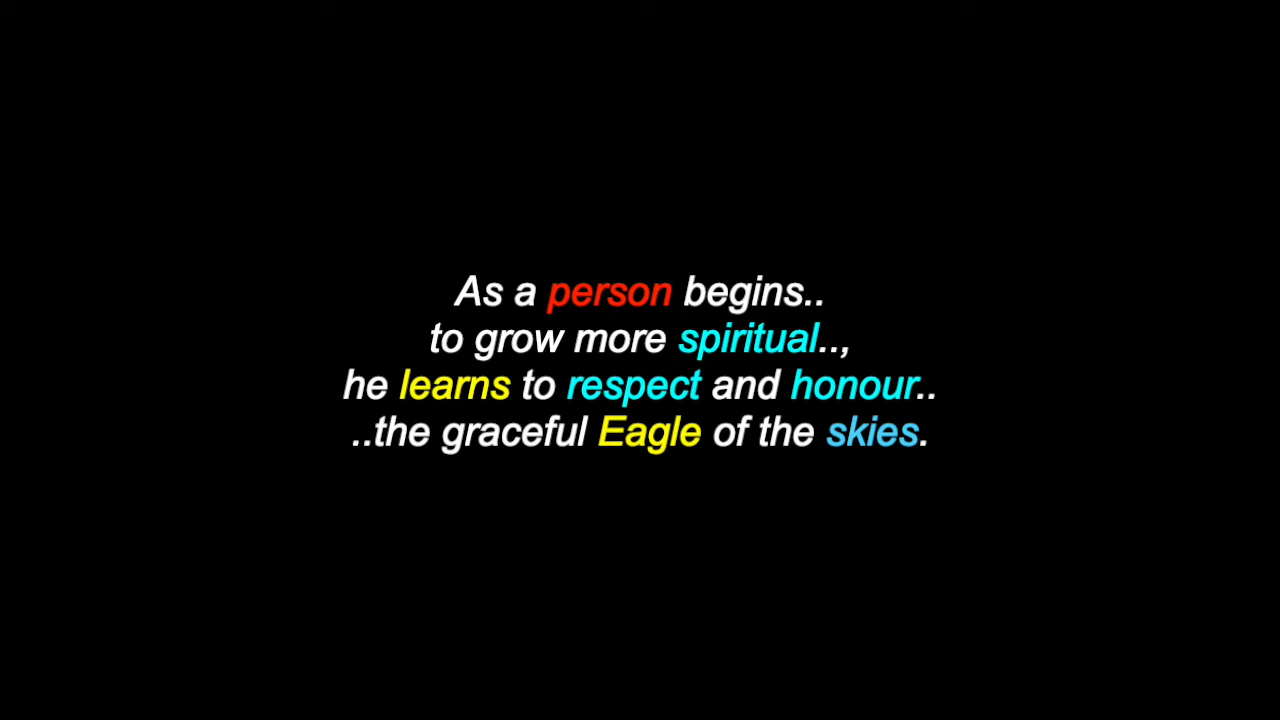 As a person begins..
to grow more spiritual..,
he learns to respect and honour..
..the graceful Eagle of the skies.